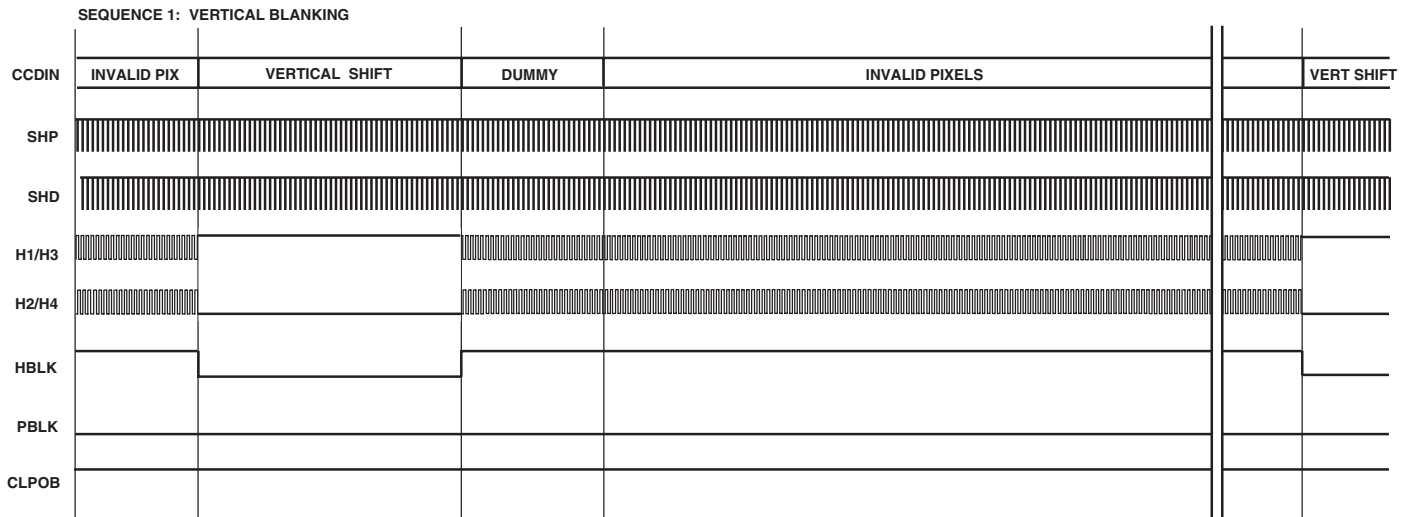 SEQUENCE 1: VERTICAL BLANKING
CCDIN INVALID PIX VERTICAL SHIFT DUMMY INVALID PIXELS VERT SHIFT
SHP
SHD
H1/H3
H2/H4
HBLK
PBLK
CLPOB